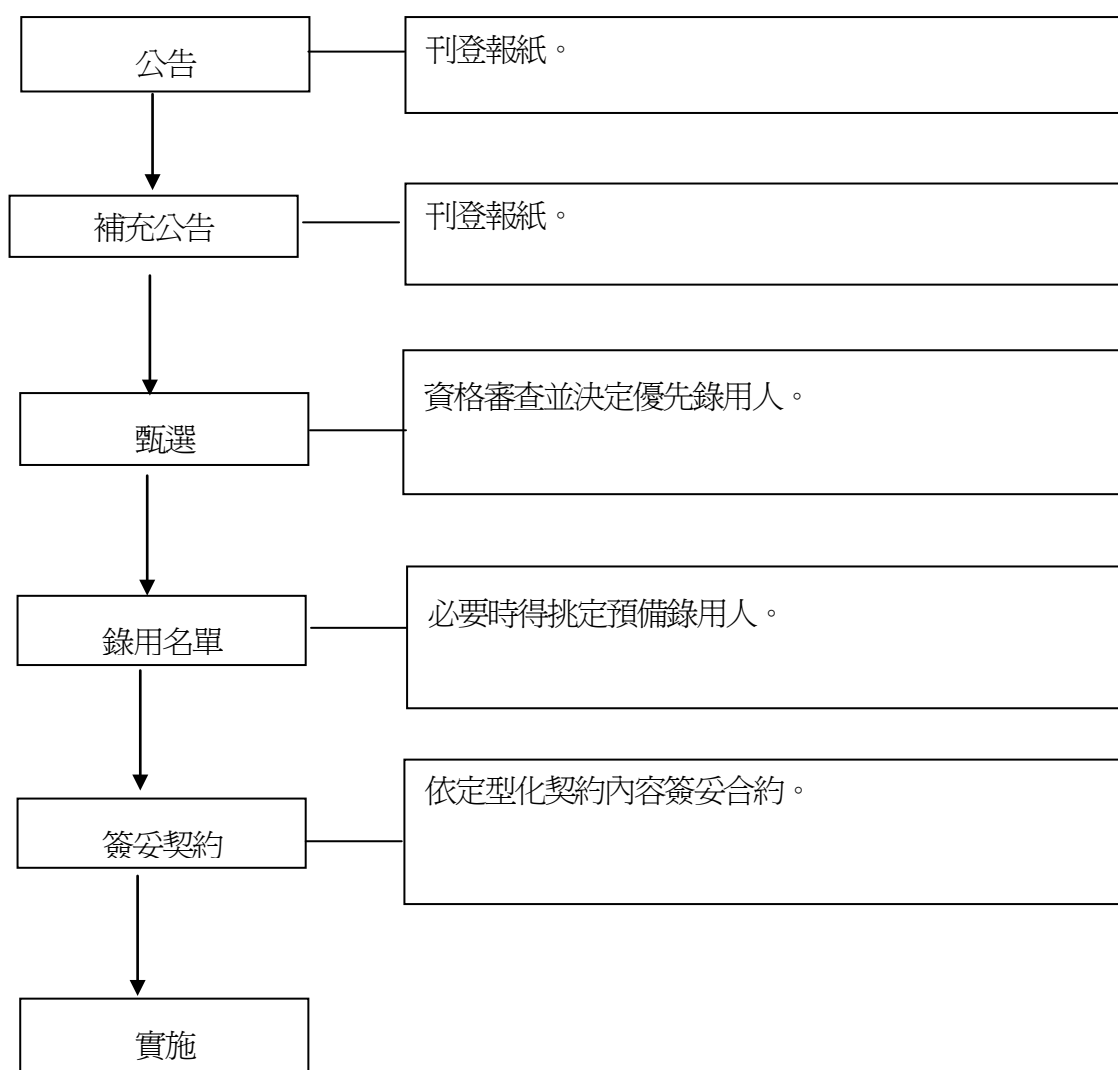 公告
刊登報紙。
補充公告
刊登報紙。
甄選
資格審查並決定優先錄用人。
錄用名單
必要時得挑定預備錄用人。
簽妥契約
依定型化契約內容簽妥合約。
實施